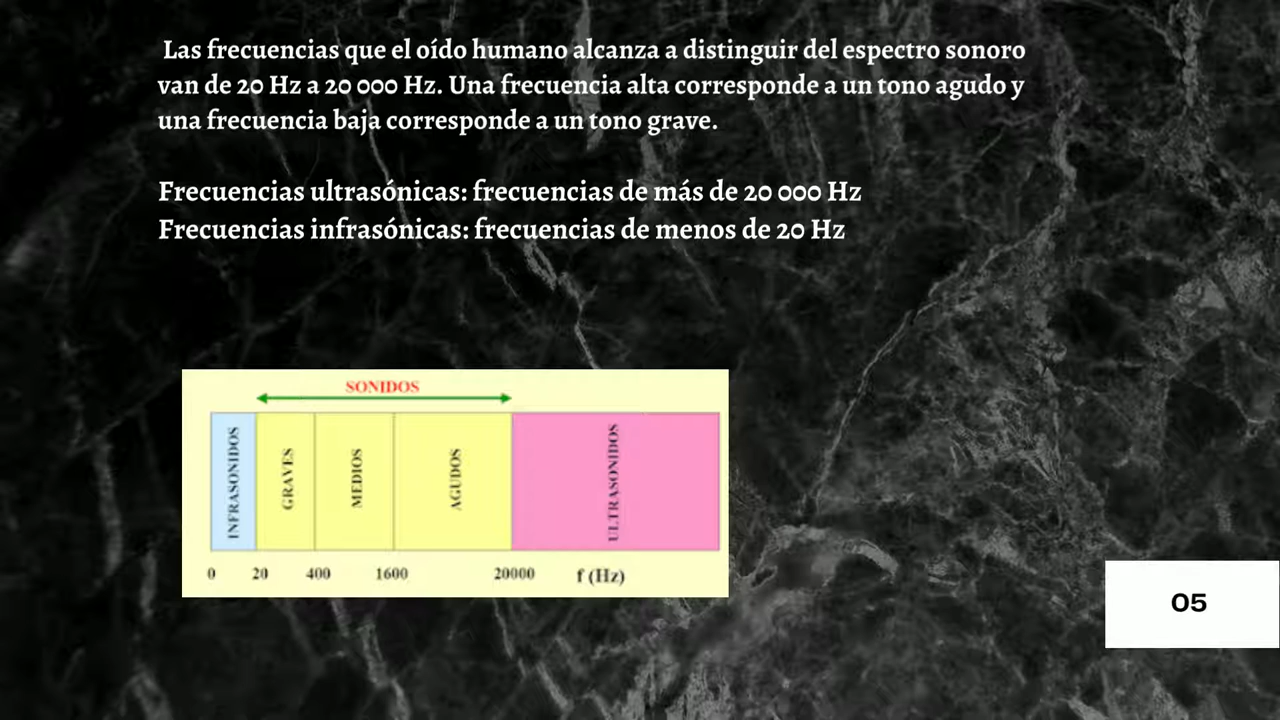 Las frecuencias que el oído humano alcanza a distinguir del espectro sonoro
van de 20 Hz a 20 000 Hz. Una frecuencia alta corresponde a un tono agudo y
una frecuencia baja corresponde a un tono grave.
Frecuencias ultrasónicas: frecuencias de más de 20 000 Hz
Frecuencias infrasónicas: frecuencias de menos de 20 Hz
SONIDOS
INFRASONIDOS
GRAVES
MEDIOS
AGUDOS
ULTRASONIDOS
0 20 400 1600 20000 f (Hz)
05